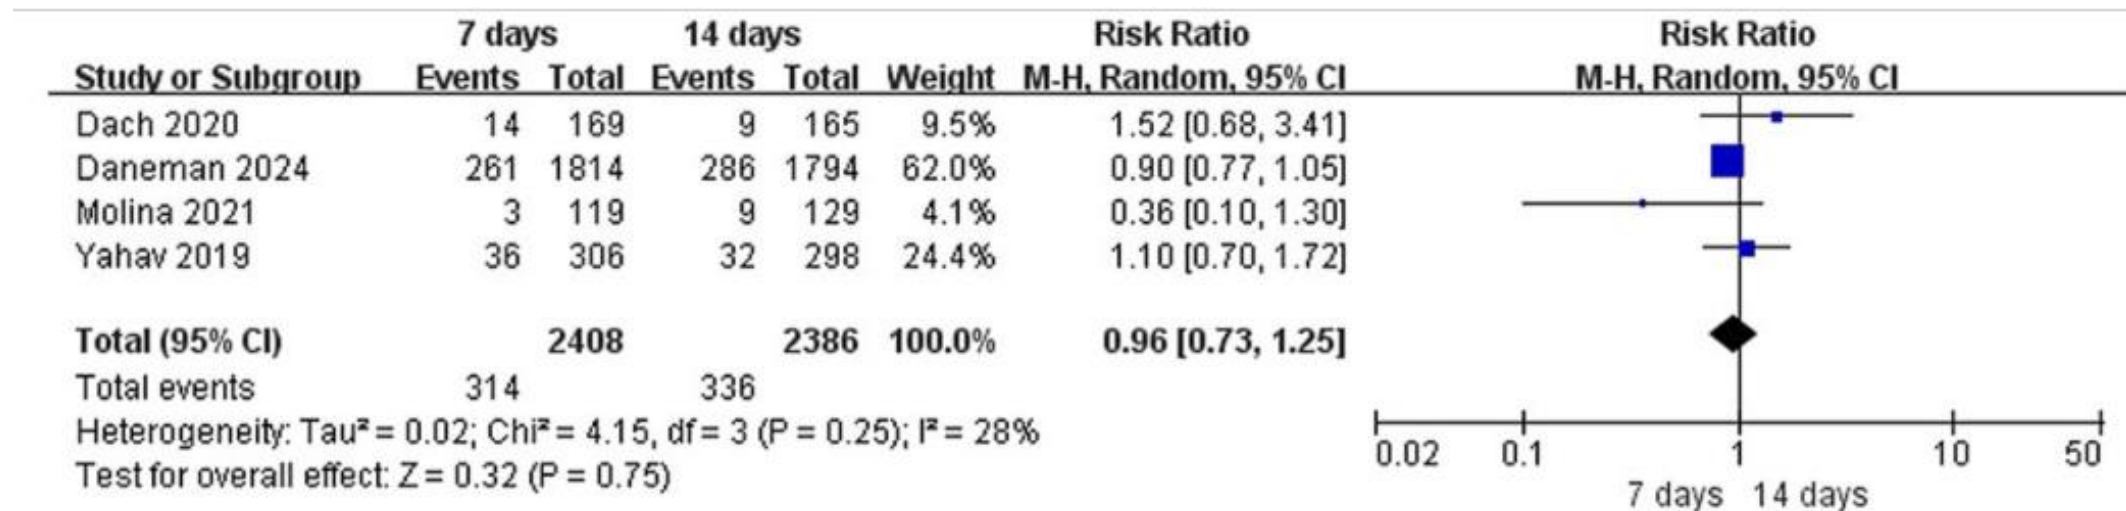 7 days 14 days Risk Ratio Risk Ratio
Study or Subgroup Events Total Events Total Weight M-H, Random, 95% CI M-H, Random, 95% CI
Dach 2020 14 169 9 165 9.5% 1.52 [0.68, 3.41]
Daneman 2024 261 1814 286 1794 62.0% 0.90 [0.77, 1.05]
Molina 2021 3 119 9 129 4.1% 0.36 [0.10, 1.30]
Yahav 2019 36 306 32 298 24.4% 1.10 [0.70, 1.72]
Total (95% CI) 2408 2386 100.0% 0.96 [0.73, 1.25]
Total events 314 336
Heterogeneity: Tau² = 0.02; Chi² = 4.15, df = 3 (P = 0.25); I² = 28%
Test for overall effect: Z = 0.32 (P = 0.75)
0.02 0.1 1 10 50
7 days 14 days